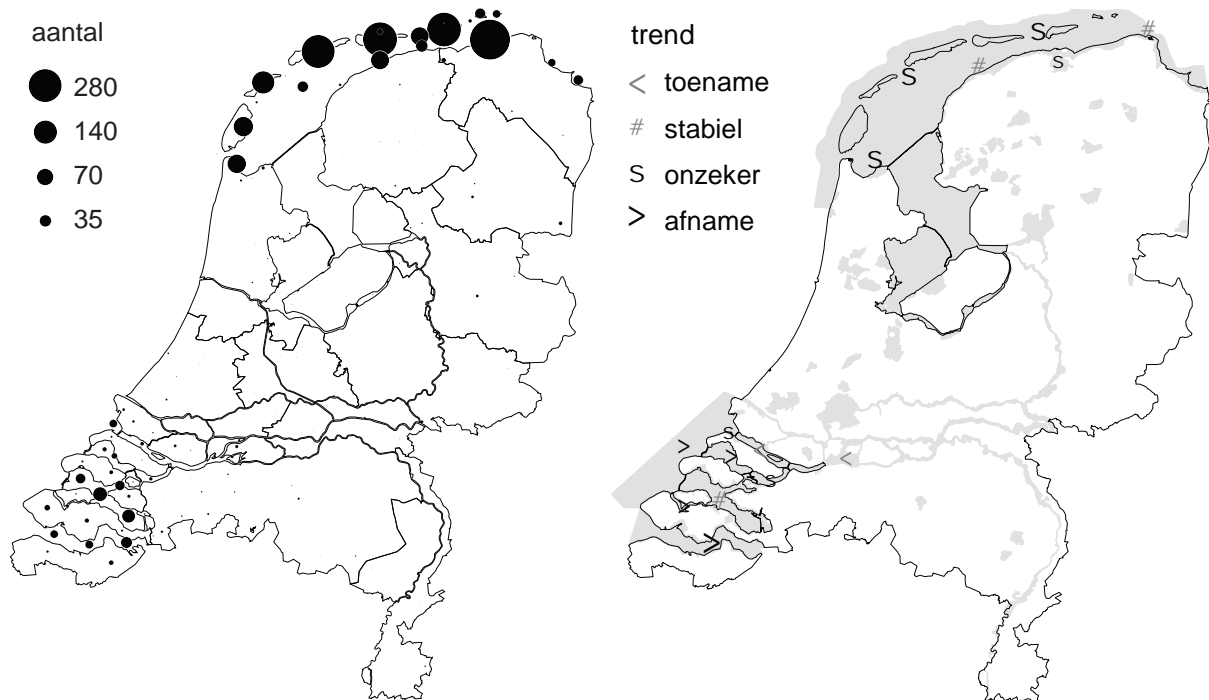 aantal
280
140
70
35
trend
< toename
# stabiel
S onzeker
> afname
S
#
#
S
S
S
S
>
>
<
#
>